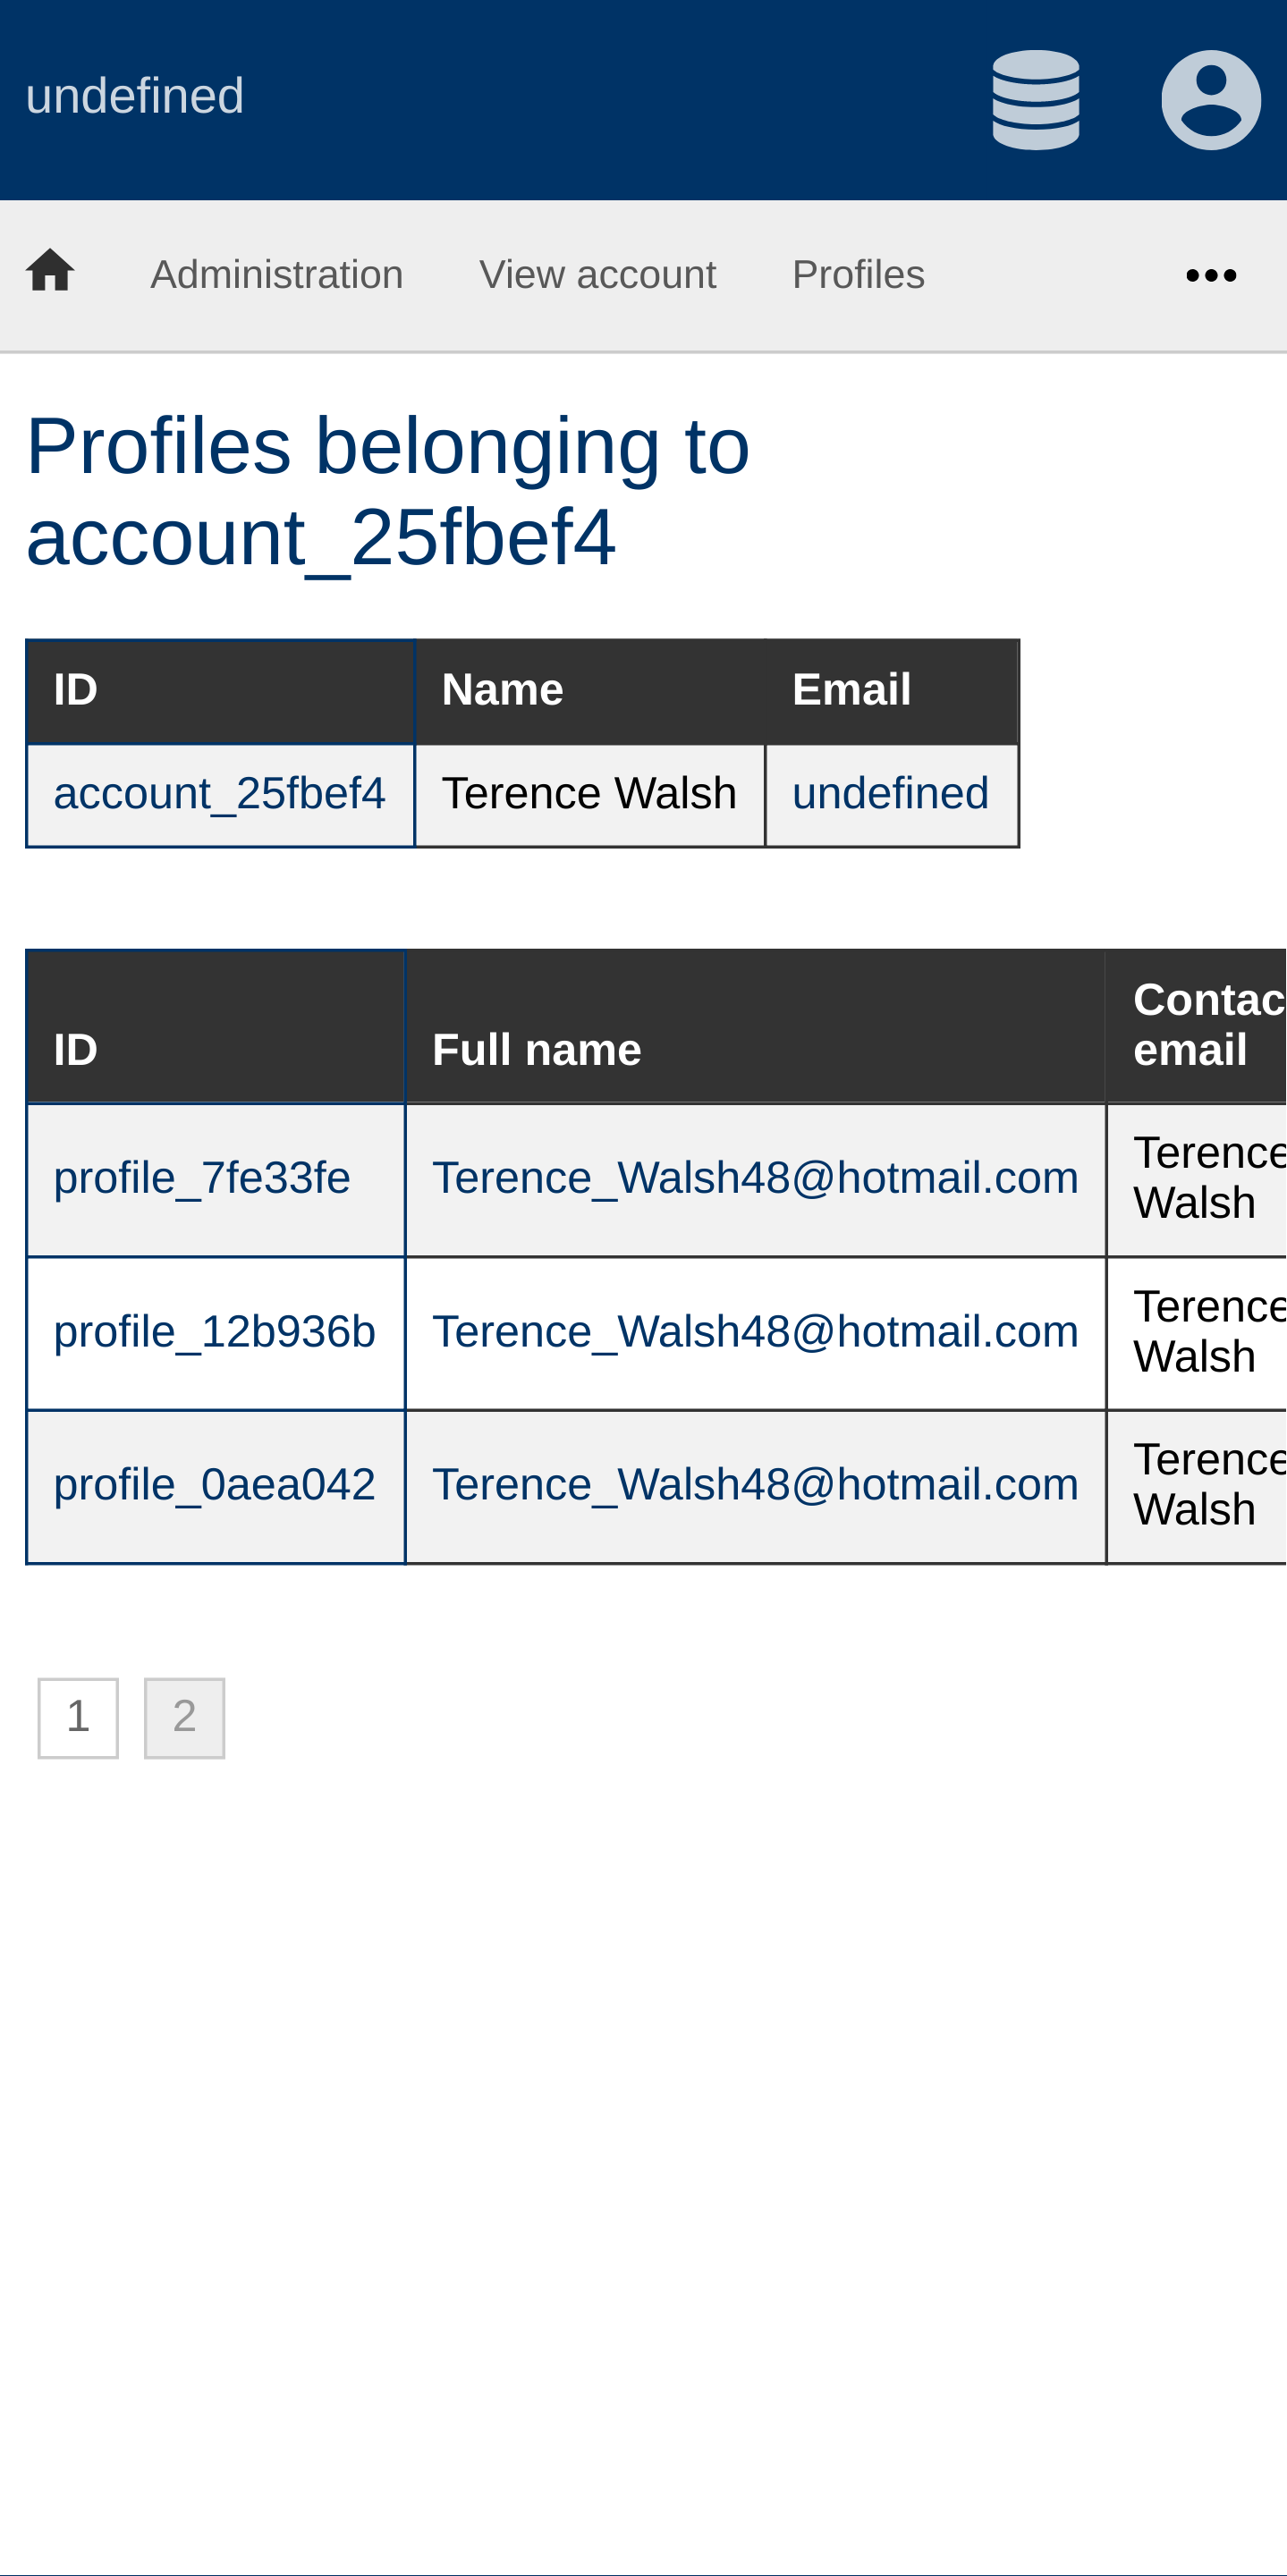 undefined
Administration View account Profiles
Profiles belonging to
account_25fbef4
ID Name Email
account_25fbef4 Terence Walsh undefined
ID Full name
email
profile_7fe33fe Terence_Walsh48@hotmail.com Terence
Walsh
profile_12b936b Terence_Walsh48@hotmail.com Terence
Walsh
profile_0aea042 Terence_Walsh48@hotmail.com Terence
Walsh
1 2